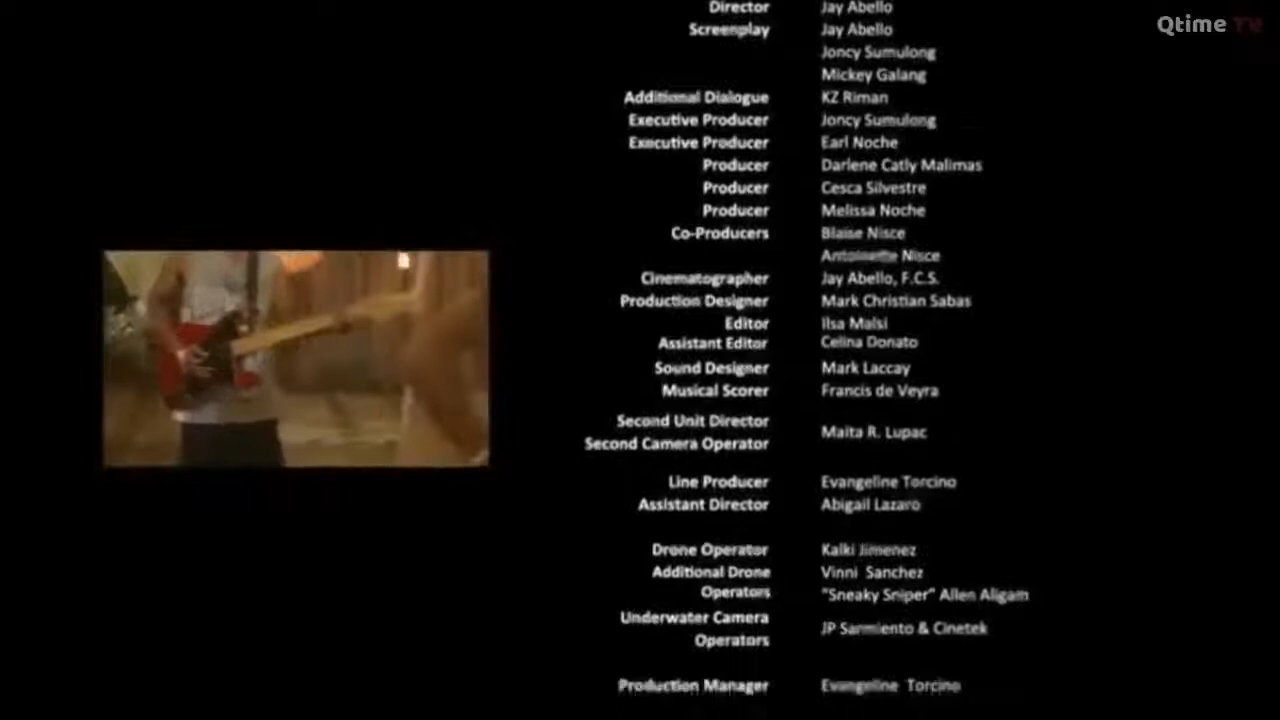 Qtime TV
Director Jay Abello
Screenplay Jay Abello
Joncy Sumulong
Mickey Galang
Additional Dialogue KZ Riman
Executive Producer Joncy Sumulong
Executive Producer Earl Noche
Producer Darlene Catly Malimas
Producer Cesca Silvestre
Producer Melissa Noche
Co-Producers Blaise Nisce
Antoinette Nisce
Cinematographer Jay Abello, F.C.S.
Production Designer Mark Christian Sabas
Editor Ilsa Malsi
Assistant Editor Celina Donato
Sound Designer Mark Laccay
Musical Scorer Francis de Veyra
Second Unit Director
Second Camera Operator Maita R. Lupac
Line Producer Evangeline Torcino
Assistant Director Abigail Lazaro
Drone Operator Kalki Jimenez
Additional Drone Vinni Sanchez
Operators "Sneaky Sniper" Allen Aligam
Underwater Camera
Operators JP Sarmiento & Cinetek
Production Manager Evangeline Torcino